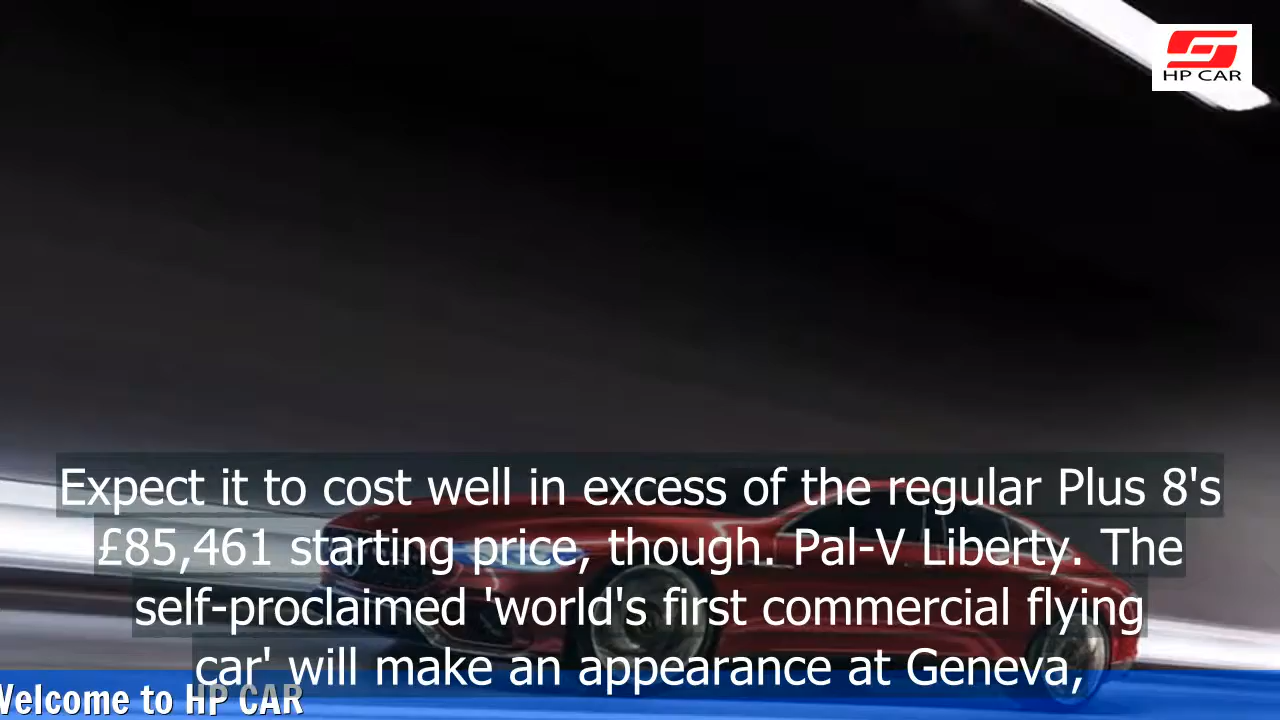 HP CAR
Expect it to cost well in excess of the regular Plus 8's
£85,461 starting price, though. Pal-V Liberty. The
self-proclaimed 'world's first commercial flying
car' will make an appearance at Geneva,
Welcome to HP CAR